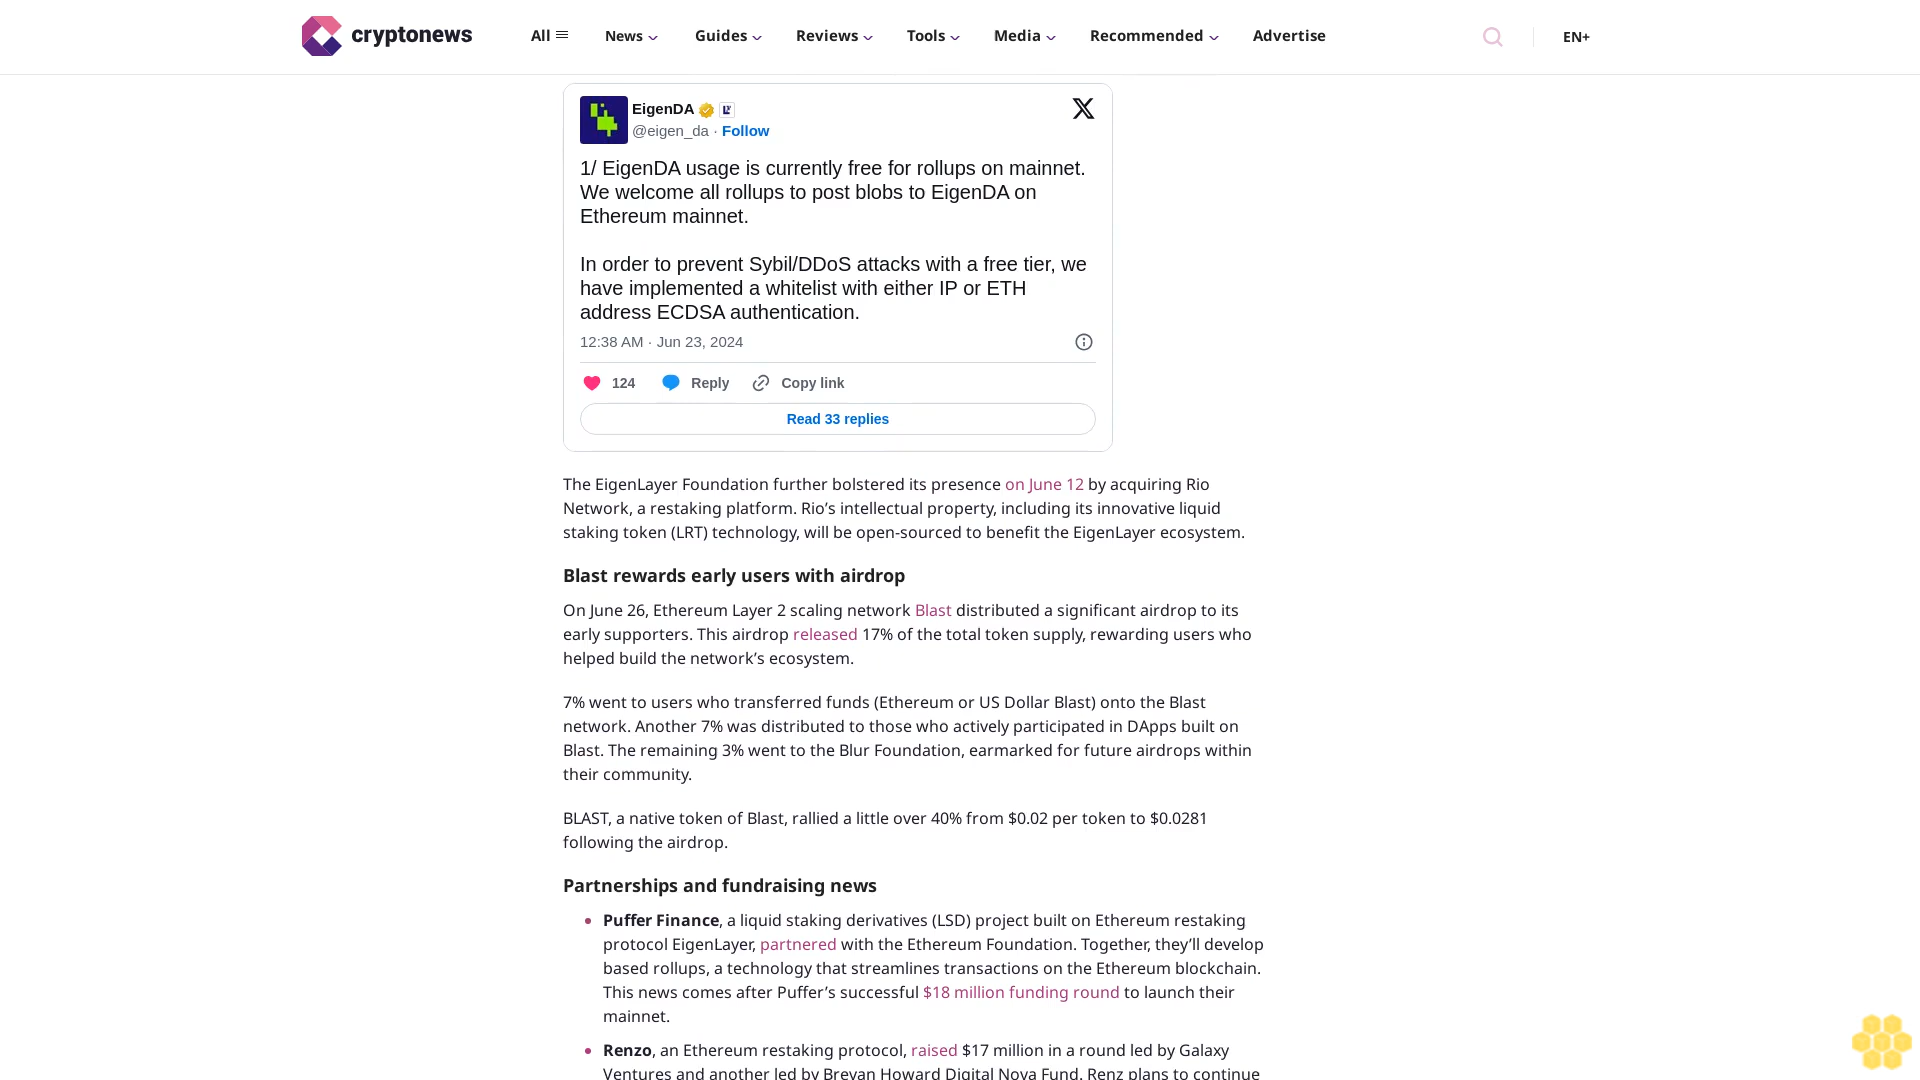 cryptonews
All
News
Guides
Reviews
Tools
Media
Recommended
Advertise
EN+
EigenDA
@eigen_da · Follow
1/ EigenDA usage is currently free for rollups on mainnet.
We welcome all rollups to post blobs to EigenDA on
Ethereum mainnet.
In order to prevent Sybil/DDoS attacks with a free tier, we
have implemented a whitelist with either IP or ETH
address ECDSA authentication.
12:38 AM · Jun 23, 2024
124
Reply
Copy link
Read 33 replies
The EigenLayer Foundation further bolstered its presence on June 12 by acquiring Rio
Network, a restaking platform. Rio’s intellectual property, including its innovative liquid
staking token (LRT) technology, will be open-sourced to benefit the EigenLayer ecosystem.
Blast rewards early users with airdrop
On June 26, Ethereum Layer 2 scaling network Blast distributed a significant airdrop to its
early supporters. This airdrop released 17% of the total token supply, rewarding users who
helped build the network’s ecosystem.
7% went to users who transferred funds (Ethereum or US Dollar Blast) onto the Blast
network. Another 7% was distributed to those who actively participated in DApps built on
Blast. The remaining 3% went to the Blur Foundation, earmarked for future airdrops within
their community.
BLAST, a native token of Blast, rallied a little over 40% from $0.02 per token to $0.0281
following the airdrop.
Partnerships and fundraising news
Puffer Finance, a liquid staking derivatives (LSD) project built on Ethereum restaking
protocol EigenLayer, partnered with the Ethereum Foundation. Together, they’ll develop
based rollups, a technology that streamlines transactions on the Ethereum blockchain.
This news comes after Puffer’s successful $18 million funding round to launch their
mainnet.
Renzo, an Ethereum restaking protocol, raised $17 million in a round led by Galaxy
Ventures and another led by Brevan Howard Digital Nova Fund. Renz plans to continue